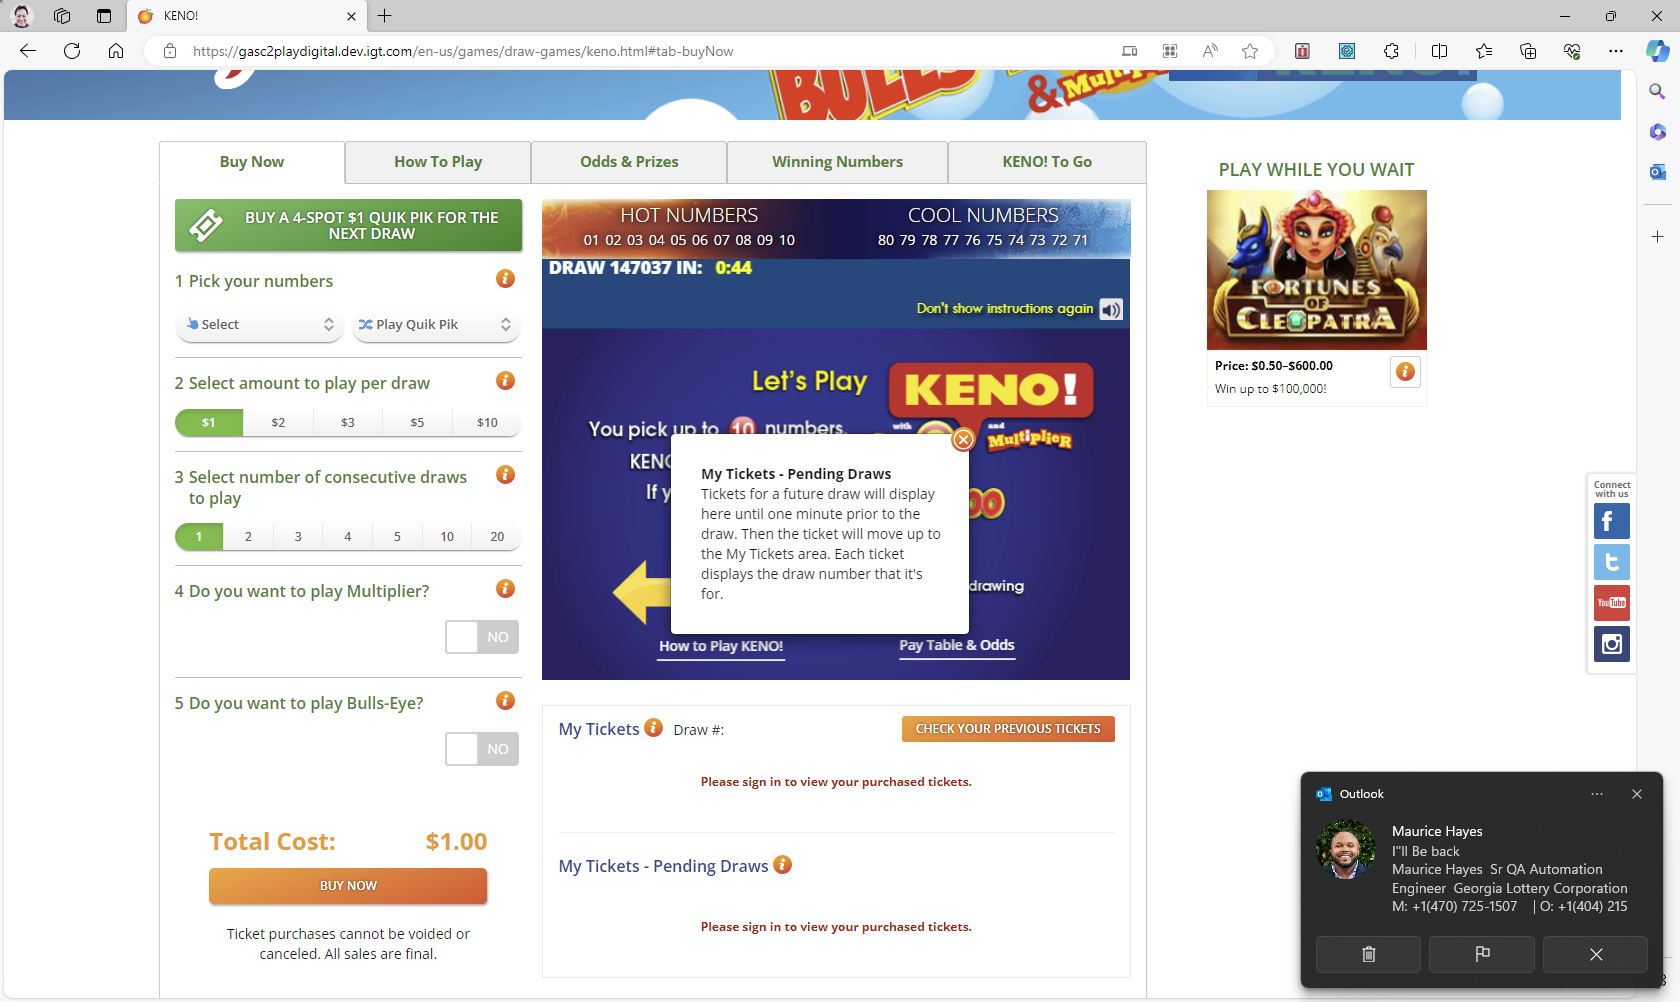 KENO!
https://gasc2playdigital.dev.igt.com/en-us/games/draw-games/keno.html#tab-buyNow
BULLS
& Multiplier
Buy Now
How To Play
Odds & Prizes
Winning Numbers
KENO! To Go
BUY A 4-SPOT $1 QUIK PIK FOR THE
NEXT DRAW
1 Pick your numbers
Select
Play Quik Pik
2 Select amount to play per draw
$1 $2 $3 $5 $10
3 Select number of consecutive draws
to play
1 2 3 4 5 10 20
4 Do you want to play Multiplier?
NO
5 Do you want to play Bulls-Eye?
NO
Total Cost: $1.00
BUY NOW
Ticket purchases cannot be voided or
canceled. All sales are final.
HOT NUMBERS
01 02 03 04 05 06 07 08 09 10
COOL NUMBERS
80 79 78 77 76 75 74 73 72 71
DRAW 147037 IN: 0:44
Don't show instructions again
Let's Play
KENO!
with
and
Multiplier
You pick up to 10 numbers.
My Tickets - Pending Draws
Tickets for a future draw will display
here until one minute prior to the
draw. Then the ticket will move up to
the My Tickets area. Each ticket
displays the draw number that it's
for.
drawing
How to Play KENO!
Pay Table & Odds
My Tickets
Draw #:
CHECK YOUR PREVIOUS TICKETS
Please sign in to view your purchased tickets.
My Tickets - Pending Draws
Please sign in to view your purchased tickets.
PLAY WHILE YOU WAIT
FORTUNES
OF
CLEOPATRA
Price: $0.50–$600.00
Win up to $100,000!
Connect
with us
You Tube
Outlook
Maurice Hayes
I"ll Be back
Maurice Hayes Sr QA Automation
Engineer Georgia Lottery Corporation
M: +1(470) 725-1507 | O: +1(404) 215